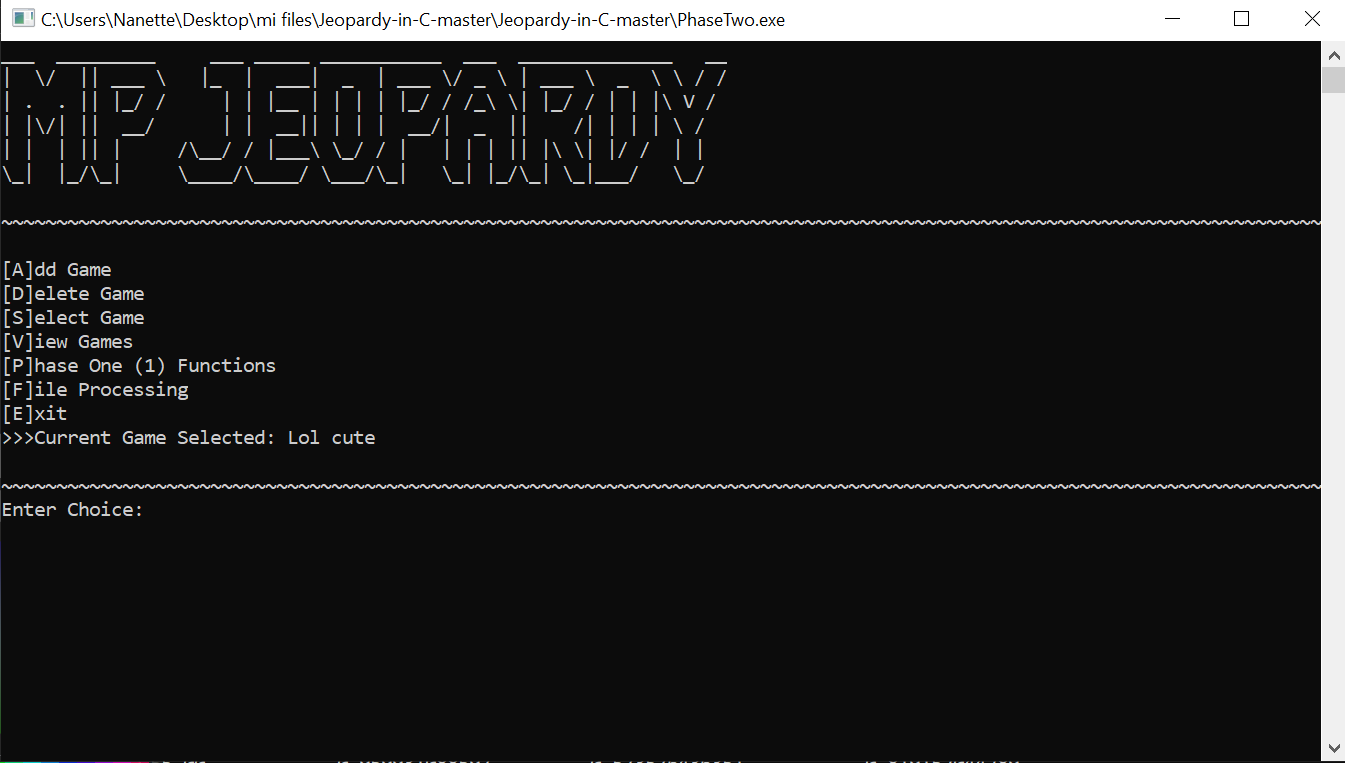 C:\Users\Nanette\Desktop\mi files\Jeopardy-in-C-master\Jeopardy-in-C-master\PhaseTwo.exe
MP JEOPARDY
[A]dd Game
[D]elete Game
[S]elect Game
[V]iew Games
[P]hase One (1) Functions
[F]ile Processing
[E]xit
>>>Current Game Selected: Lol cute
Enter Choice: